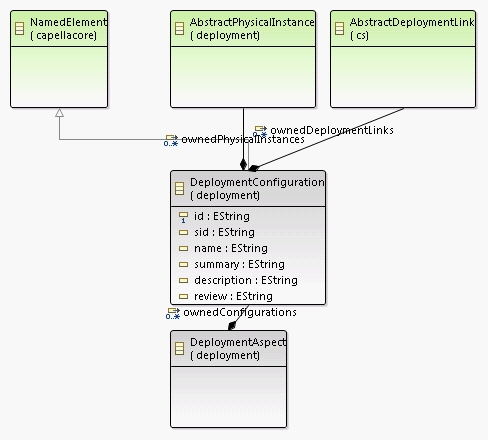 NamedElement
( capellacore)
AbstractPhysicalInstance
( deployment)
AbstractDeploymentLink
( cs)
0..* ownedDeploymentLinks
0..* ownedPhysicalInstances
DeploymentConfiguration
( deployment)
1 id : EString
sid : EString
name : EString
summary : EString
description : EString
review : EString
0..* ownedConfigurations
DeploymentAspect
( deployment)